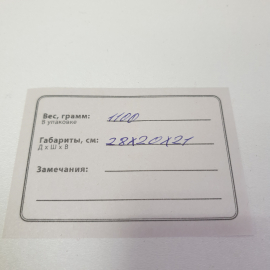 Вес, грамм: 1100
В упаковке
Габариты, см: 28х20х21
Д х Ш х В
Замечания: